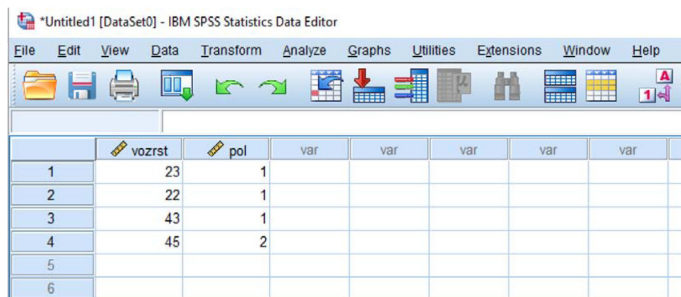 *Untitled1 [DataSet0] - IBM SPSS Statistics Data Editor
File Edit View Data Transform Analyze Graphs Utilities Extensions Window Help
A
1
vozrst pol var var var var var
1 23 1
2 22 1
3 43 1
4 45 2
5
6